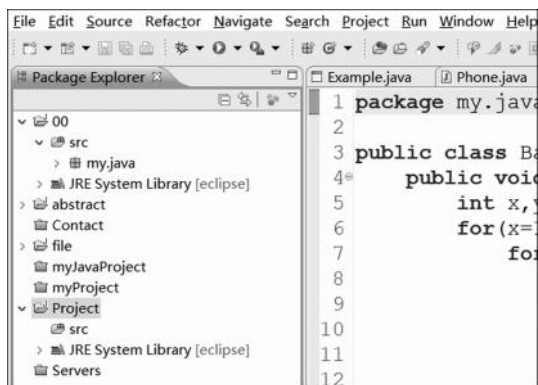 File Edit Source Refactor Navigate Search Project Run Window Help
Package Explorer
Example.java Phone.java
00
src
my.java
JRE System Library [eclipse]
abstract
Contact
file
myJavaProject
myProject
Project
src
JRE System Library [eclipse]
Servers
1 package my.java
2
3 public class Ba
4 public void
5 int x,y
6 for(x=1
7 for
8
9
10
11
12